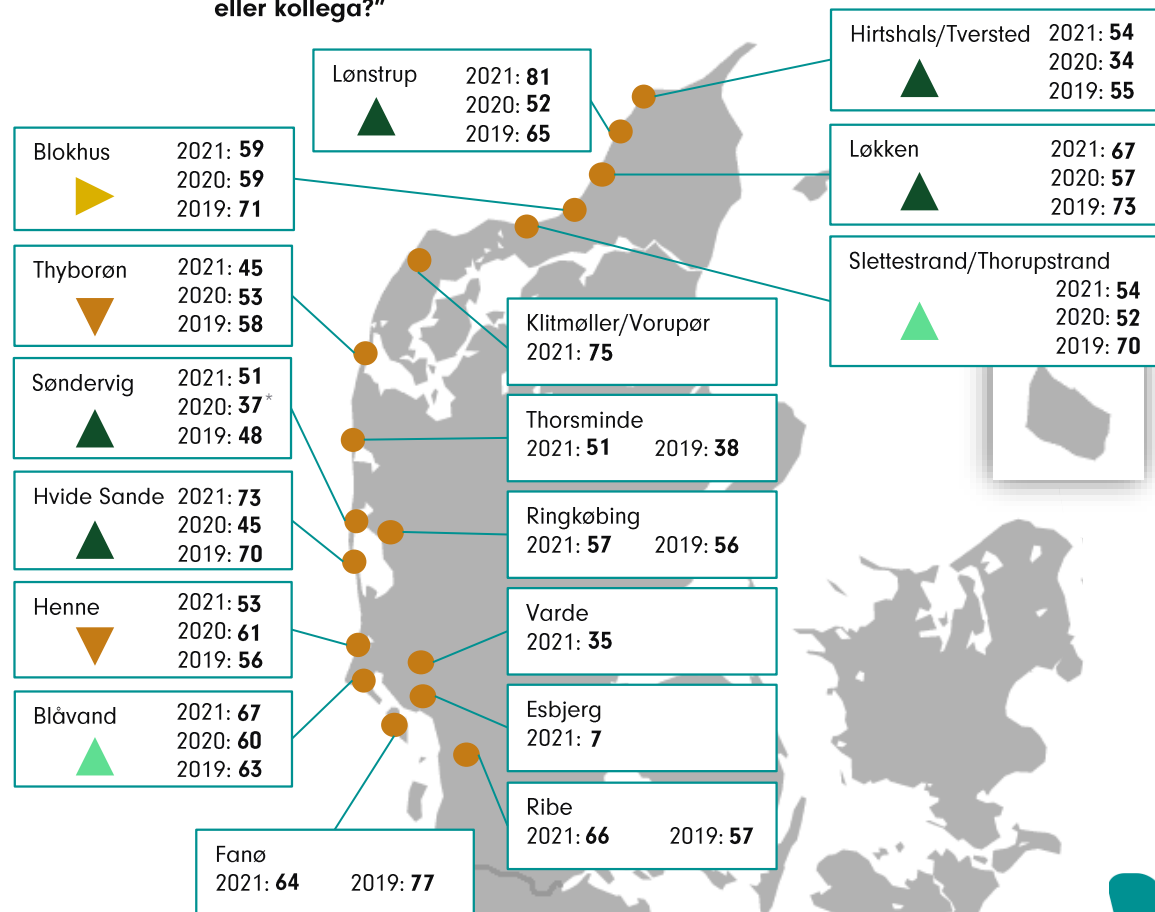 eller kollega?”
Hirtshals/Tversted 2021: 54
2020: 34
2019: 55
Lønstrup 2021: 81
2020: 52
2019: 65
Blokhus 2021: 59
2020: 59
2019: 71
Løkken 2021: 67
2020: 57
2019: 73
Thyborøn 2021: 45
2020: 53
2019: 58
Slettestrand/Thorupstrand
2021: 54
2020: 52
2019: 70
Klitmøller/Vorupør
2021: 75
Søndervig 2021: 51
2020: 37*
2019: 48
Thorsminde
2021: 51 2019: 38
Hvide Sande 2021: 73
2020: 45
2019: 70
Ringkøbing
2021: 57 2019: 56
Henne 2021: 53
2020: 61
2019: 56
Varde
2021: 35
Blåvand 2021: 67
2020: 60
2019: 63
Esbjerg
2021: 7
Ribe
2021: 66 2019: 57
Fanø
2021: 64 2019: 77